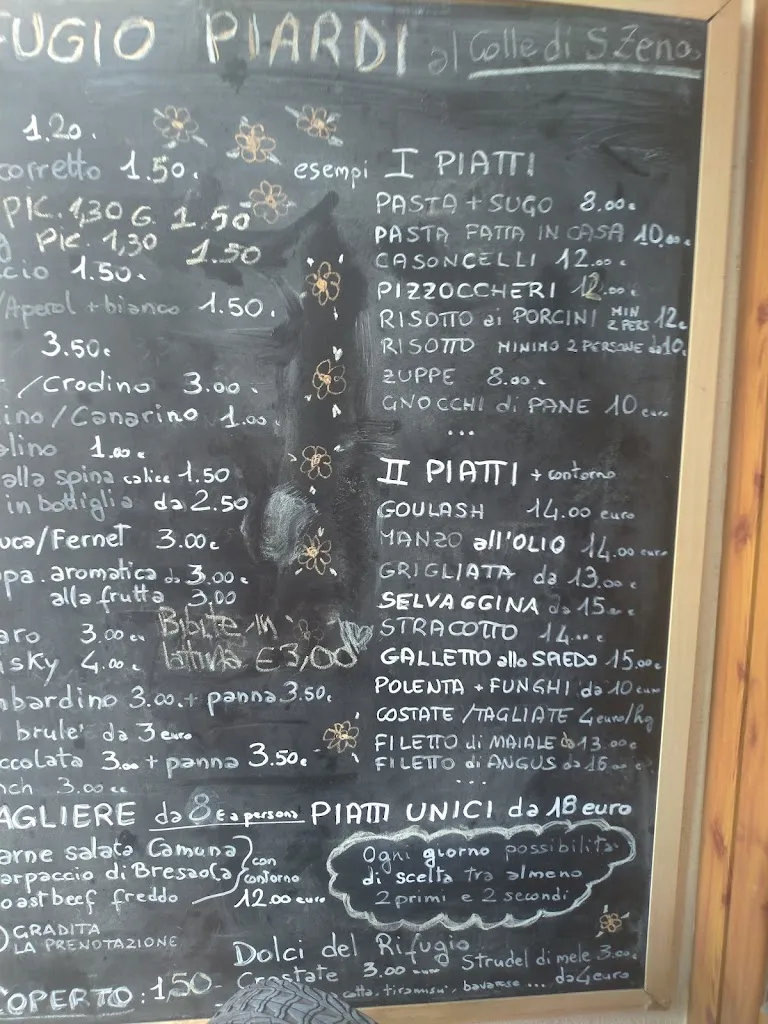 FUGIO PIARDI al Colle di S. Zeno
1.20.
corretto 1.50.
PIC. 1,30 G. 1.50
PIC. 1,30 1.50
cio 1.50.
/Aperol + bianco 1.50.
3.50€
/Crodino 3.00.
ino/Canarino 1.00.
lino 1.00€
alla spina calice 1.50
in bottiglia da 2.50
uca/Fernet 3.00€
pa. aromatica da 3.00€
alla frutta 3,00
aro 3.00 eu
isky 4.00€
Bibite in
lattina €3,00
bardino 3.00.+ panna 3.50€
brule' da 3 euro
ccolata 3.00 + panna 3.50€
nch 3.00 €€
esempi I PIATTI
PASTA + SUGO 8.00€
PASTA FATTA IN CASA 10,00€
CASONCELLI 12.00€
PIZZOCCHERI 12.00€
RISOTTO ai PORCINI MIN 2 PERS 12€
RISOTTO MINIMO 2 PERSONE da 10.
ZUPPE 8.00€
GNOCCHI di PANE 10 euro
...
II PIATTI + contorno
GOULASH 14.00 euro
MANZO all'OLIO 14.00 euro
GRIGLIATA da 13.00€
SELVAGGINA da 15
STRACOTTO 14
GALLETTO allo SPIEDO 15.00€
POLENTA + FUNGHI da 10 eum
COSTATE /TAGLIATE 4 euro/hg
FILETTO di MAIALE da 13.00€
FILETTO di ANGUS da 16
...
AGLIERE da 8 € a persona PIATTI UNICI da 18 euro
arne salata Camuna
arpaccio di Bresaola
oastbeef freddo
con
contorno
12.00 euro
Ogni giorno possibilità
di scelta tra almeno
2 primi e 2 secondi
GRADITA
LA PRENOTAZIONE
Dolci del Rifugio
Crostate 3.00 Strudel di mele 3.00€
cotta, tiramisu', bavarese ... da 4 euro
COPERTO: 1,50-